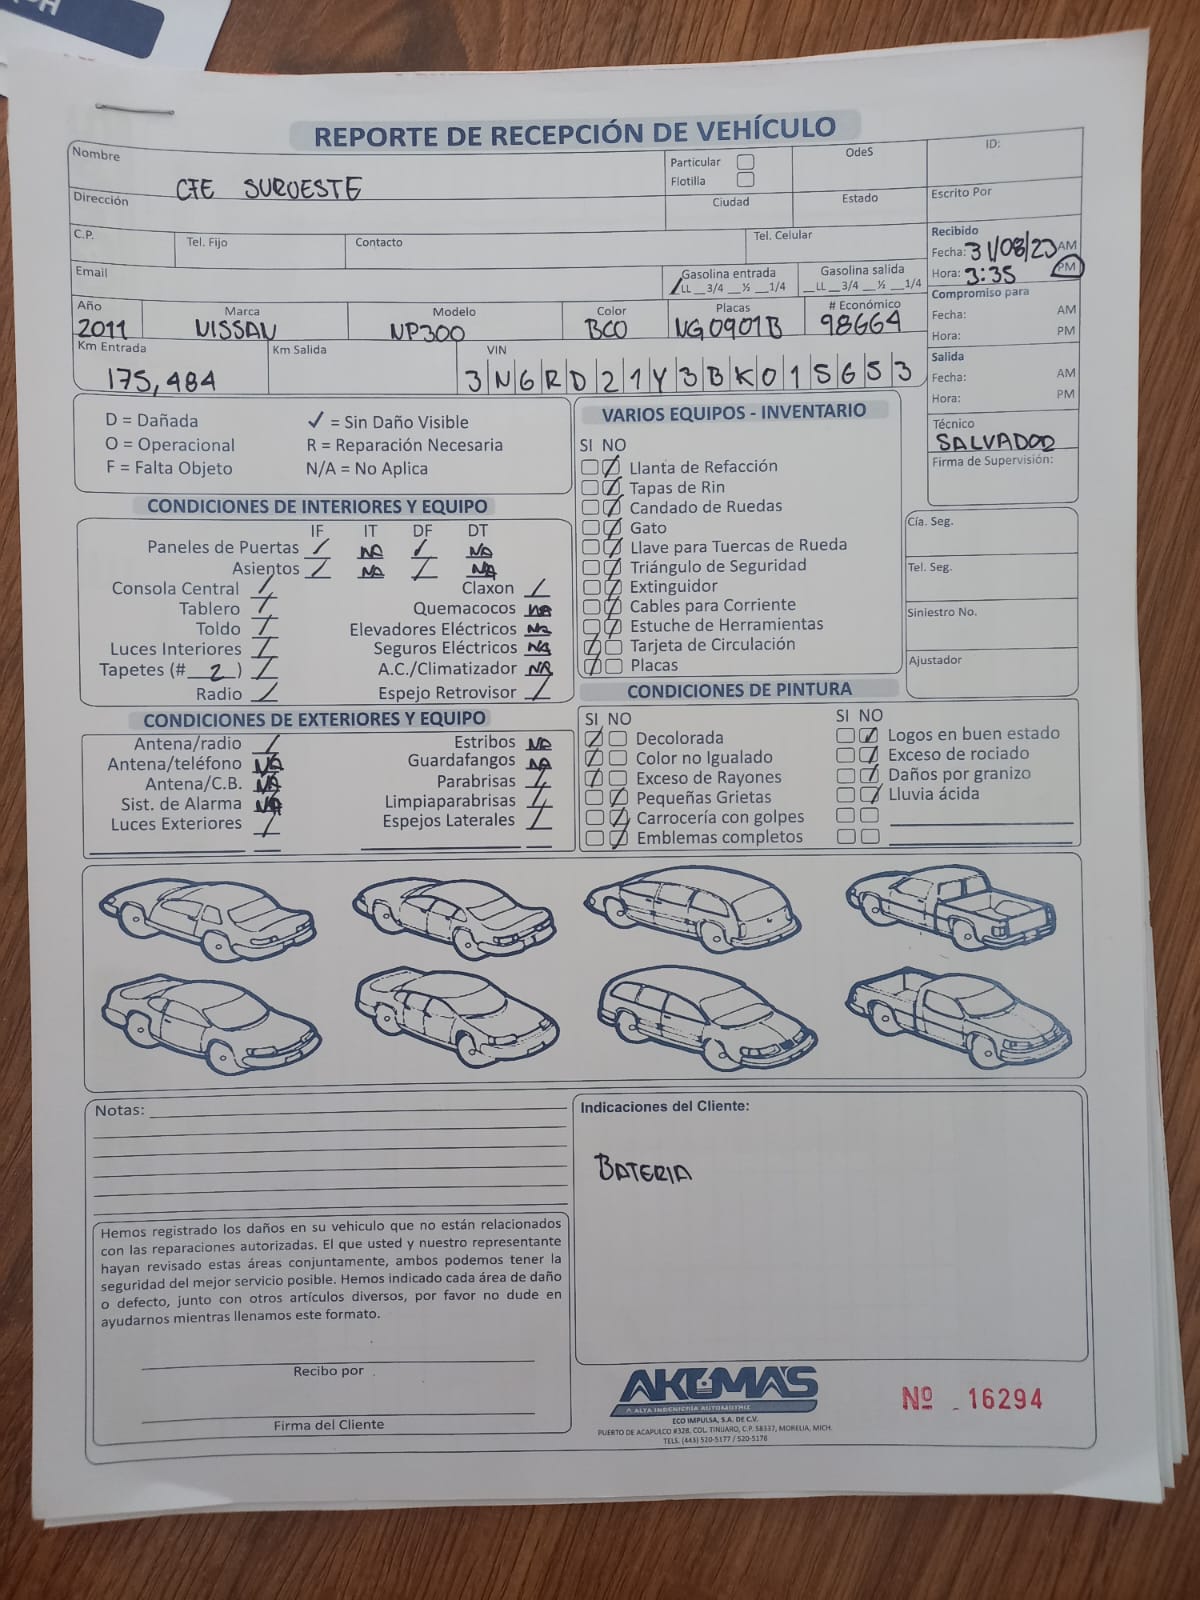 REPORTE DE RECEPCIÓN DE VEHÍCULO
Nombre
CFE SUROESTE
Particular
Flotilla
OdeS
ID:
Dirección
Ciudad
Estado
Escrito Por
C.P.
Tel. Fijo
Contacto
Tel. Celular
Recibido
Fecha: 31/08/23 AM
Hora: 3:35 PM
Email
Gasolina entrada
LL __3/4 __½ __1/4
Gasolina salida
__LL __3/4 __½ __1/4
Compromiso para
Fecha: AM
Hora: PM
Año
2011
Marca
NISSAN
Modelo
NP300
Color
BCO
Placas
NG0901B
# Económico
98664
Km Entrada
175,484
Km Salida
VIN
3N6RD21Y3BK015653
Salida
Fecha: AM
Hora: PM
Técnico
SALVADOR
Firma de Supervisión:
D = Dañada
✓ = Sin Daño Visible
O = Operacional
R = Reparación Necesaria
F = Falta Objeto
N/A = No Aplica
CONDICIONES DE INTERIORES Y EQUIPO
IF IT DF DT
Paneles de Puertas ✓ NA ✓ NA
Asientos ✓ NA ✓ NA
Consola Central ✓
Claxon ✓
Tablero ✓
Quemacocos NA
Toldo ✓
Elevadores Eléctricos NA
Luces Interiores ✓
Seguros Eléctricos NA
Tapetes (# 2 ) ✓
A.C./Climatizador NA
Radio ✓
Espejo Retrovisor ✓
CONDICIONES DE EXTERIORES Y EQUIPO
Antena/radio ✓
Estribos NA
Antena/teléfono NA
Guardafangos NA
Antena/C.B. NA
Parabrisas ✓
Sist. de Alarma NA
Limpiaparabrisas ✓
Luces Exteriores ✓
Espejos Laterales ✓
VARIOS EQUIPOS - INVENTARIO
SI NO
Llanta de Refacción
Tapas de Rin
Candado de Ruedas
Gato
Llave para Tuercas de Rueda
Triángulo de Seguridad
Extinguidor
Cables para Corriente
Estuche de Herramientas
Tarjeta de Circulación
Placas
Cía. Seg.
Tel. Seg.
Siniestro No.
Ajustador
CONDICIONES DE PINTURA
SI NO
Decolorada
Color no Igualado
Exceso de Rayones
Pequeñas Grietas
Carrocería con golpes
Emblemas completos
SI NO
Logos en buen estado
Exceso de rociado
Daños por granizo
Lluvia ácida
Notas:
Indicaciones del Cliente:
BATERIA
Hemos registrado los daños en su vehiculo que no están relacionados
con las reparaciones autorizadas. El que usted y nuestro representante
hayan revisado estas áreas conjuntamente, ambos podemos tener la
seguridad del mejor servicio posible. Hemos indicado cada área de daño
o defecto, junto con otros artículos diversos, por favor no dude en
ayudarnos mientras llenamos este formato.
Recibo por
Firma del Cliente
AKUMA'S
ALTA INGENIERÍA AUTOMOTRIZ
ECO IMPULSA, S.A. DE C.V.
PUERTO DE ACAPULCO #328, COL. TINIJARO, C.P. 58337, MORELIA, MICH.
TELS. (443) 520-5177 / 520-5178
Nº 16294